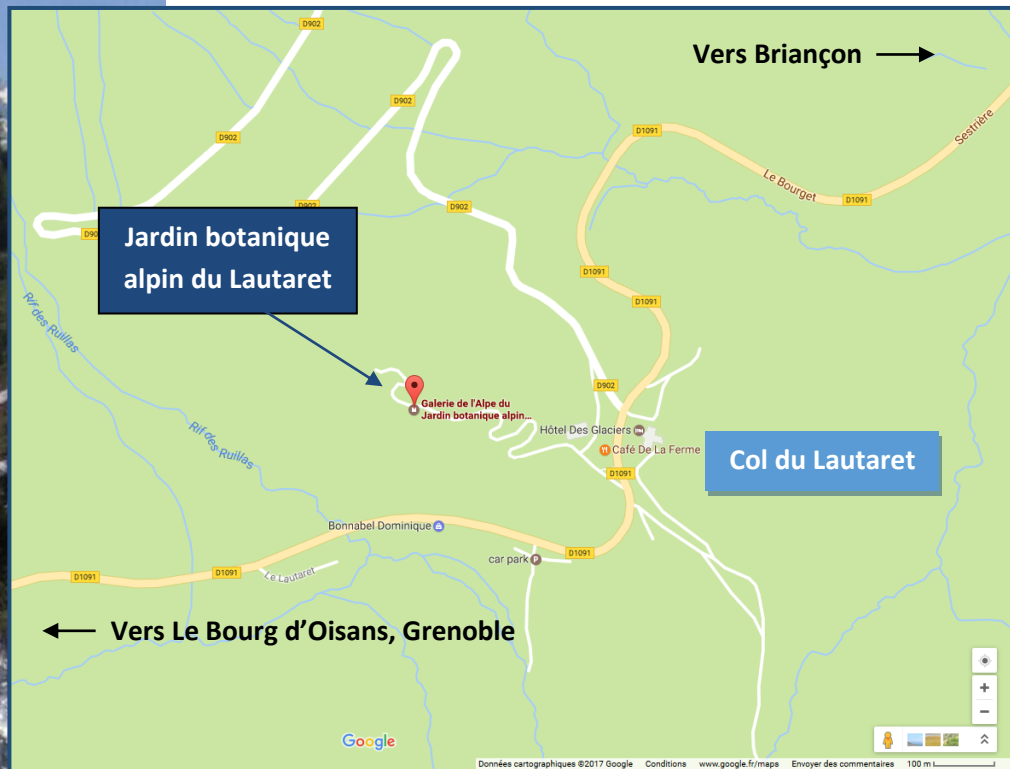 D902
Vers Briançon
D902
D1091
Sestrière
D902
Le Bourget
D1091
D902
D902
D90
Jardin botanique
alpin du Lautaret
D1091
Rif des Ruillas
D1091
D902
Galerie de l'Alpe du
Jardin botanique alpin...
Hôtel Des Glaciers
Rif des Ruillas
Café De La Ferme
Col du Lautaret
D1091
Bonnabel Dominique
car park
D1091
D1091
D1091
Le Lautaret
Vers Le Bourg d’Oisans, Grenoble
Google
Données cartographiques ©2017 Google Conditions www.google.fr/maps Envoyer des commentaires 100 m